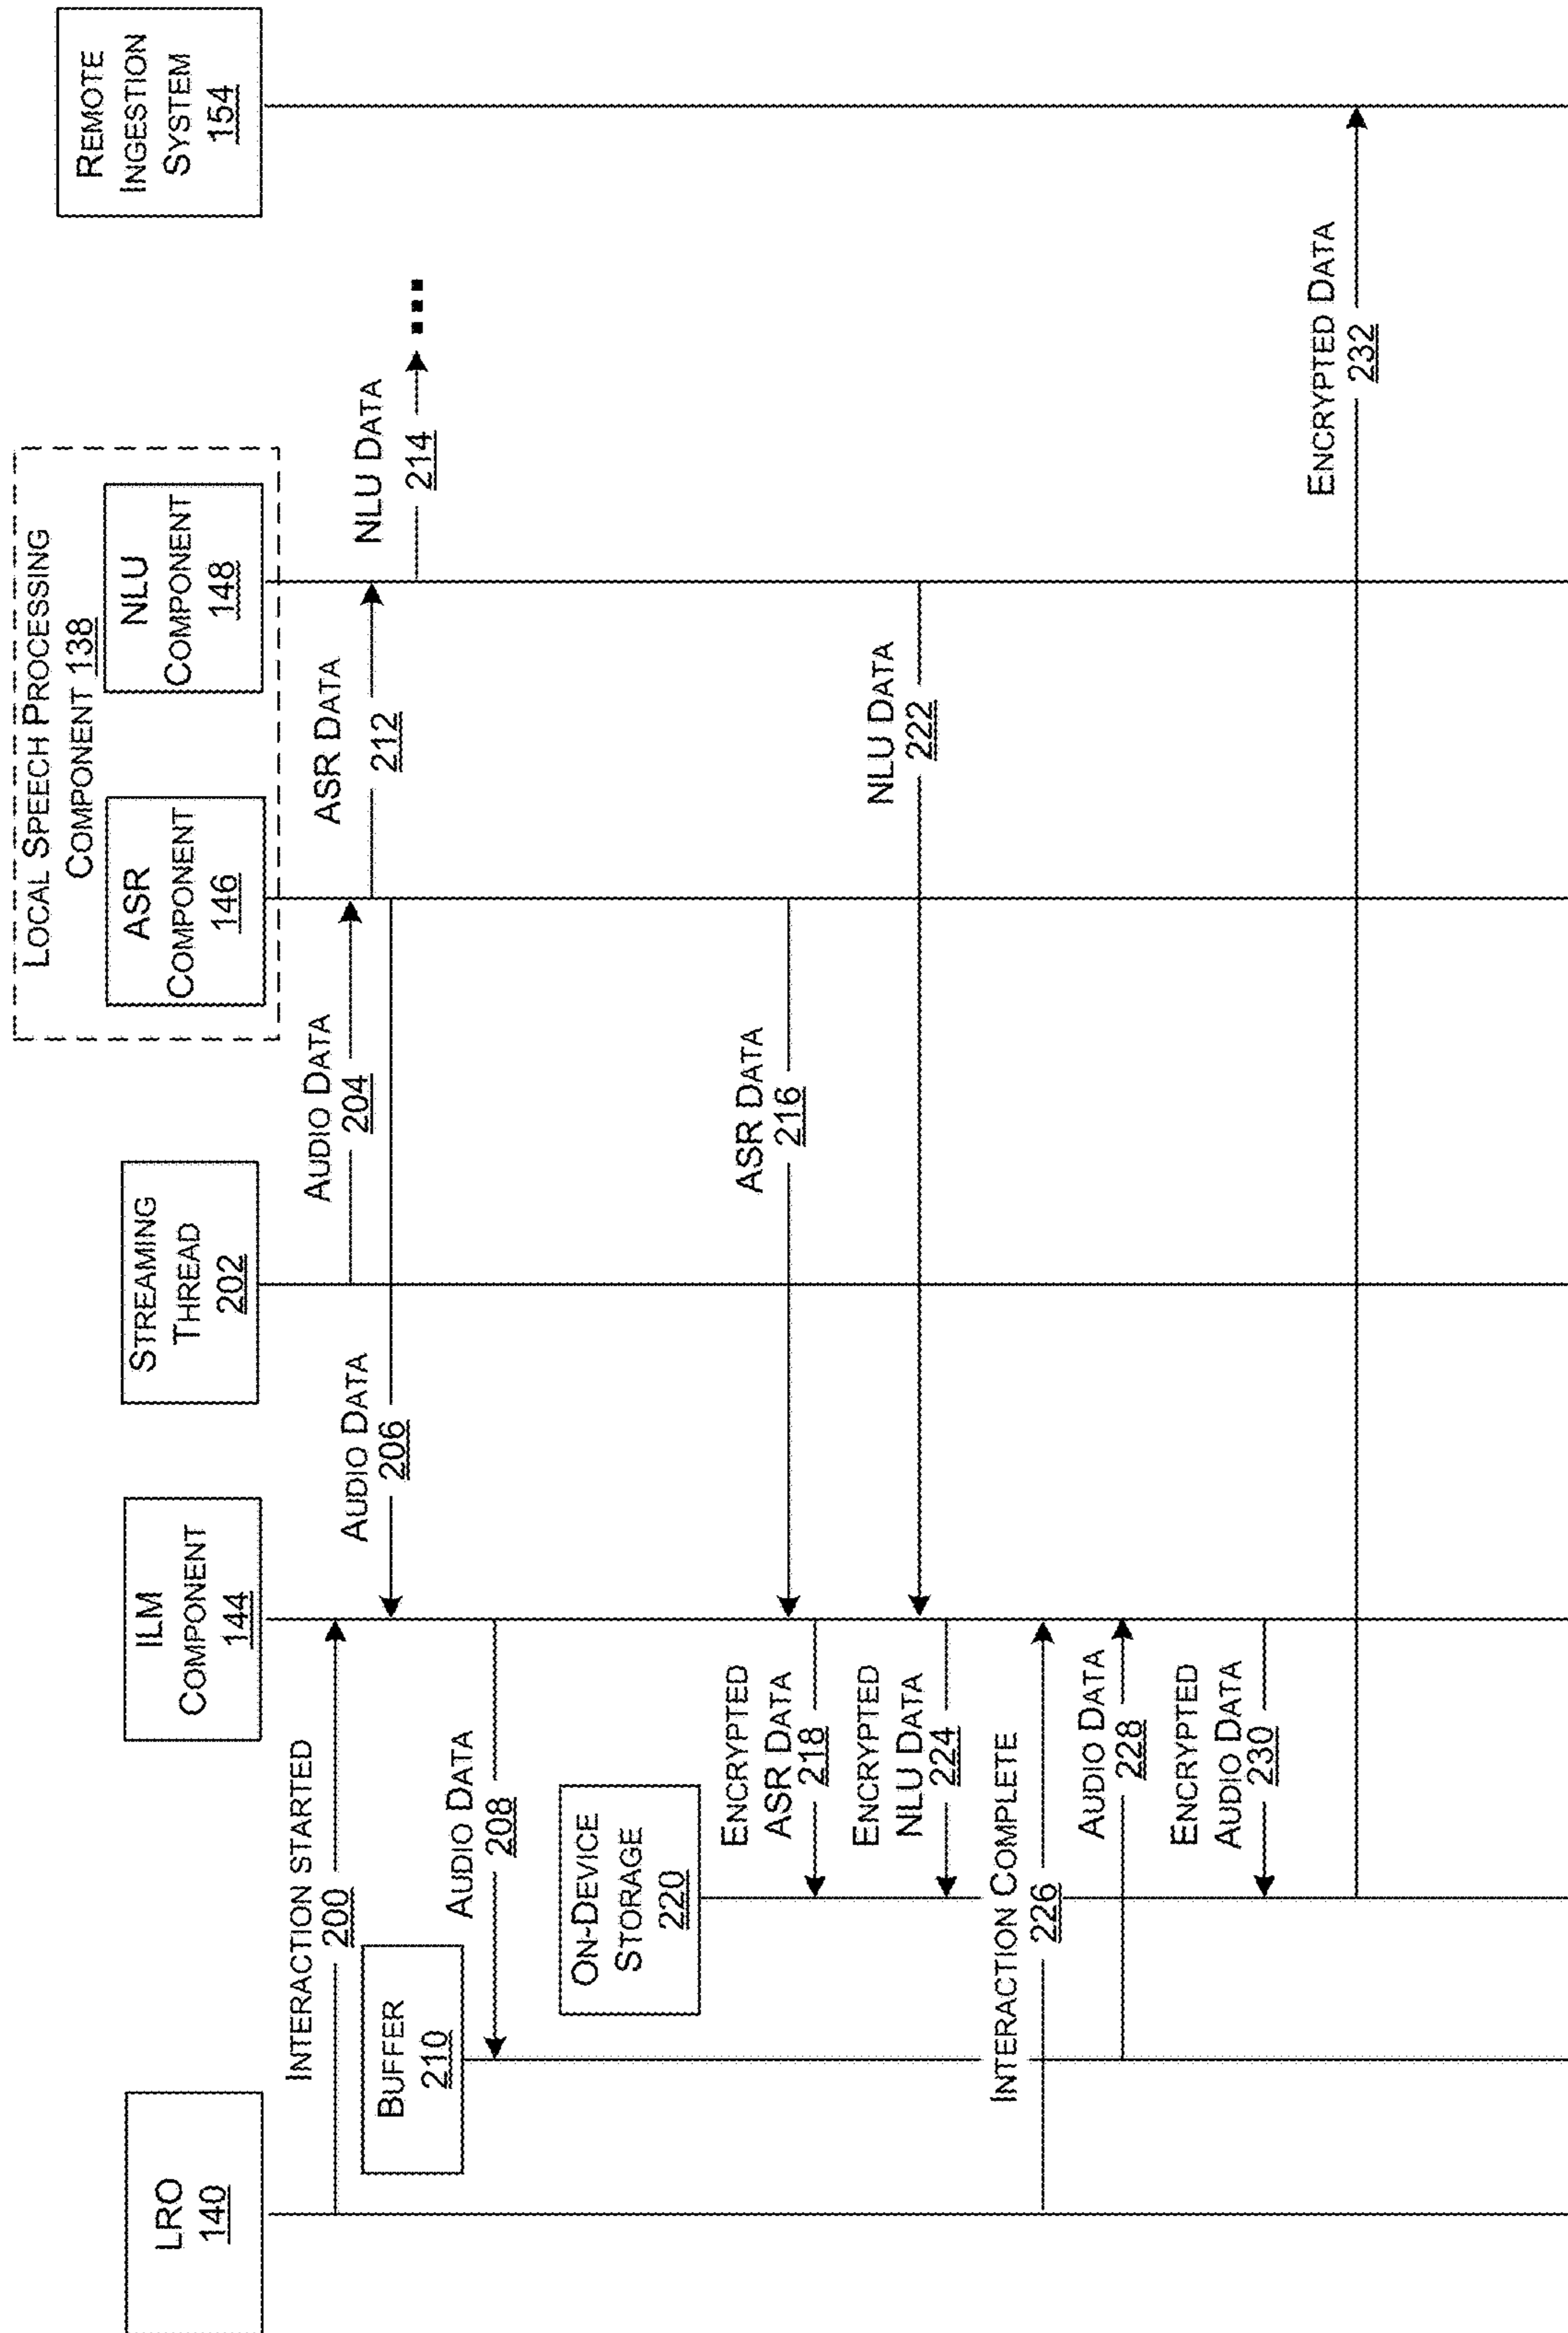 LRO
140
BUFFER
210
ON-DEVICE
STORAGE
220
ILM
COMPONENT
144
STREAMING
THREAD
202
LOCAL SPEECH PROCESSING
COMPONENT 138
ASR
COMPONENT
146
NLU
COMPONENT
148
REMOTE
INGESTION
SYSTEM
154
INTERACTION STARTED
200
AUDIO DATA
204
ASR DATA
212
AUDIO DATA
206
NLU DATA
214
...
AUDIO DATA
208
ASR DATA
216
ENCRYPTED
ASR DATA
218
NLU DATA
222
ENCRYPTED
NLU DATA
224
INTERACTION COMPLETE
226
AUDIO DATA
228
ENCRYPTED
AUDIO DATA
230
ENCRYPTED DATA
232